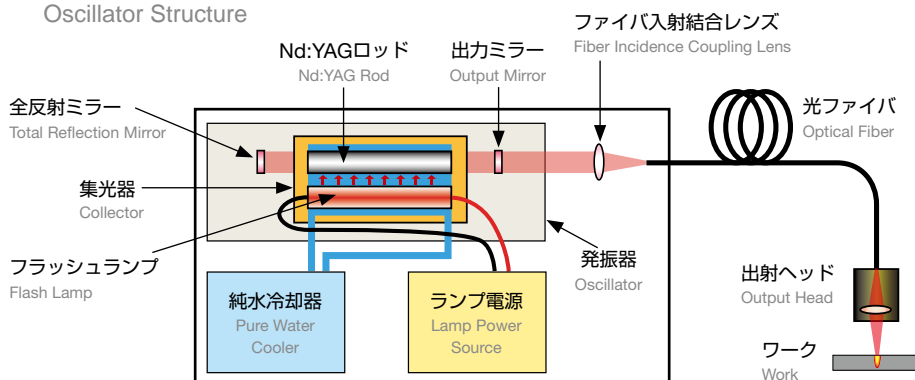 Oscillator Structure
ファイバ入射結合レンズ
Fiber Incidence Coupling Lens
Nd:YAGロッド
Nd:YAG Rod
出力ミラー
Output Mirror
全反射ミラー
Total Reflection Mirror
光ファイバ
Optical Fiber
集光器
Collector
フラッシュランプ
Flash Lamp
発振器
Oscillator
出射ヘッド
Output Head
純水冷却器
Pure Water
Cooler
ランプ電源
Lamp Power
Source
ワーク
Work